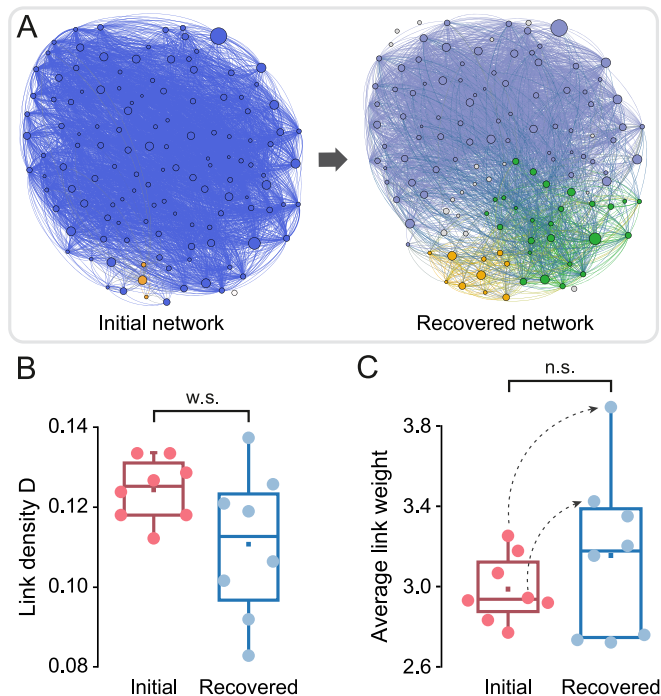 A
Initial network
Recovered network
B
C
w.s.
n.s.
0.14
0.12
0.10
0.08
Link density D
Initial
Recovered
3.8
3.4
3.0
2.6
Average link weight
Initial
Recovered